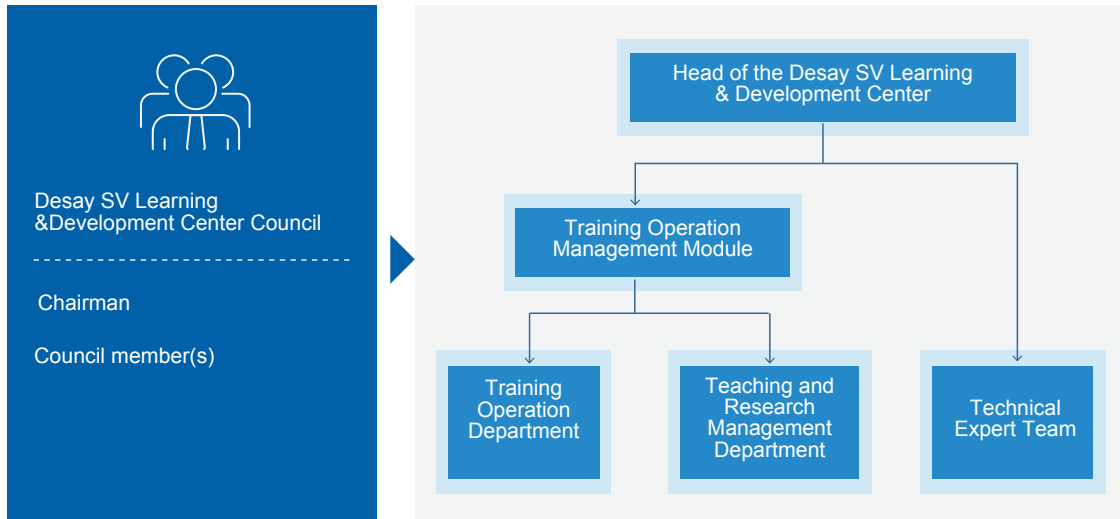 Desay SV Learning
&Development Center Council
Chairman
Council member(s)
Head of the Desay SV Learning
& Development Center
Training Operation
Management Module
Training
Operation
Department
Teaching and
Research
Management
Department
Technical
Expert Team